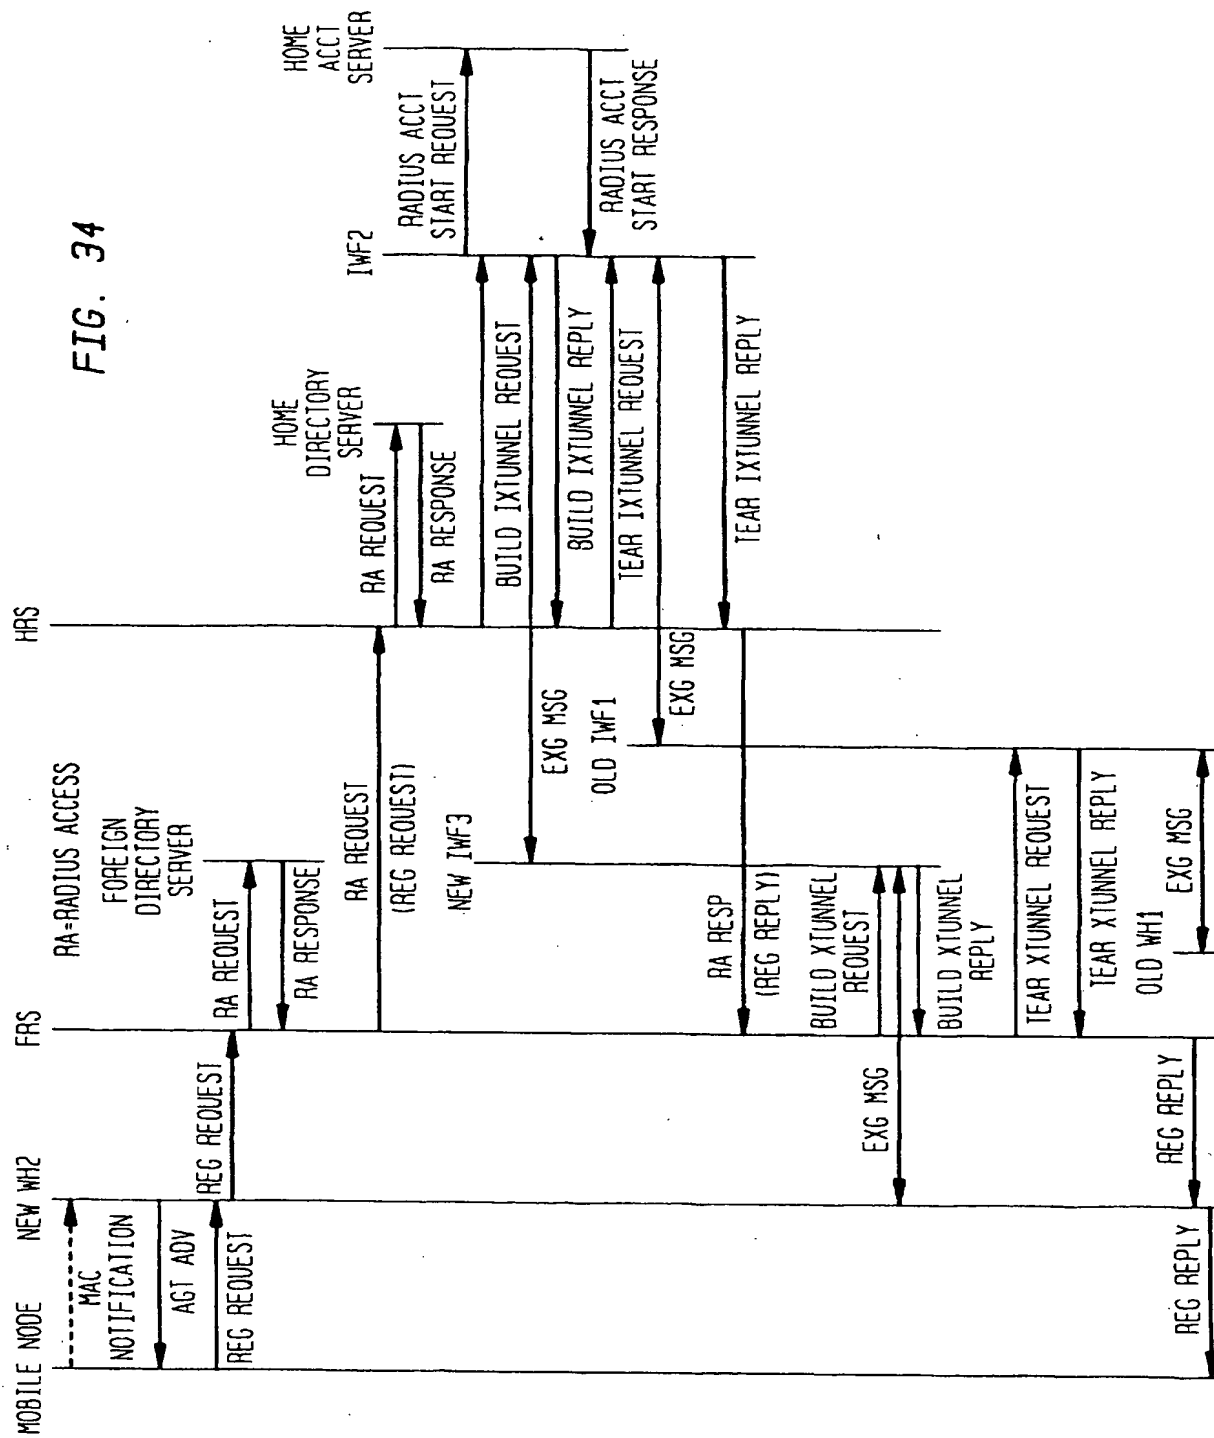 FIG. 34
RA=RADIUS ACCESS
MOBILE NODE
NEW WH2
FRS
FOREIGN
DIRECTORY
SERVER
HRS
HOME
DIRECTORY
SERVER
IWF2
HOME
ACCT
SERVER
MAC
NOTIFICATION
AGT ADV
REG REQUEST
REG REQUEST
RA REQUEST
RA RESPONSE
RA REQUEST
(REG REQUEST)
RA REQUEST
RA RESPONSE
RADIUS ACCT
START REQUEST
BUILD IXTUNNEL REQUEST
NEW IWF3
EXG MSG
BUILD IXTUNNEL REPLY
RADIUS ACCT
START RESPONSE
TEAR IXTUNNEL REQUEST
OLD IWF1
EXG MSG
TEAR IXTUNNEL REPLY
RA RESP
(REG REPLY)
BUILD XTUNNEL
REQUEST
EXG MSG
BUILD XTUNNEL
REPLY
TEAR XTUNNEL REQUEST
TEAR XTUNNEL REPLY
OLD WH1
EXG MSG
REG REPLY
REG REPLY